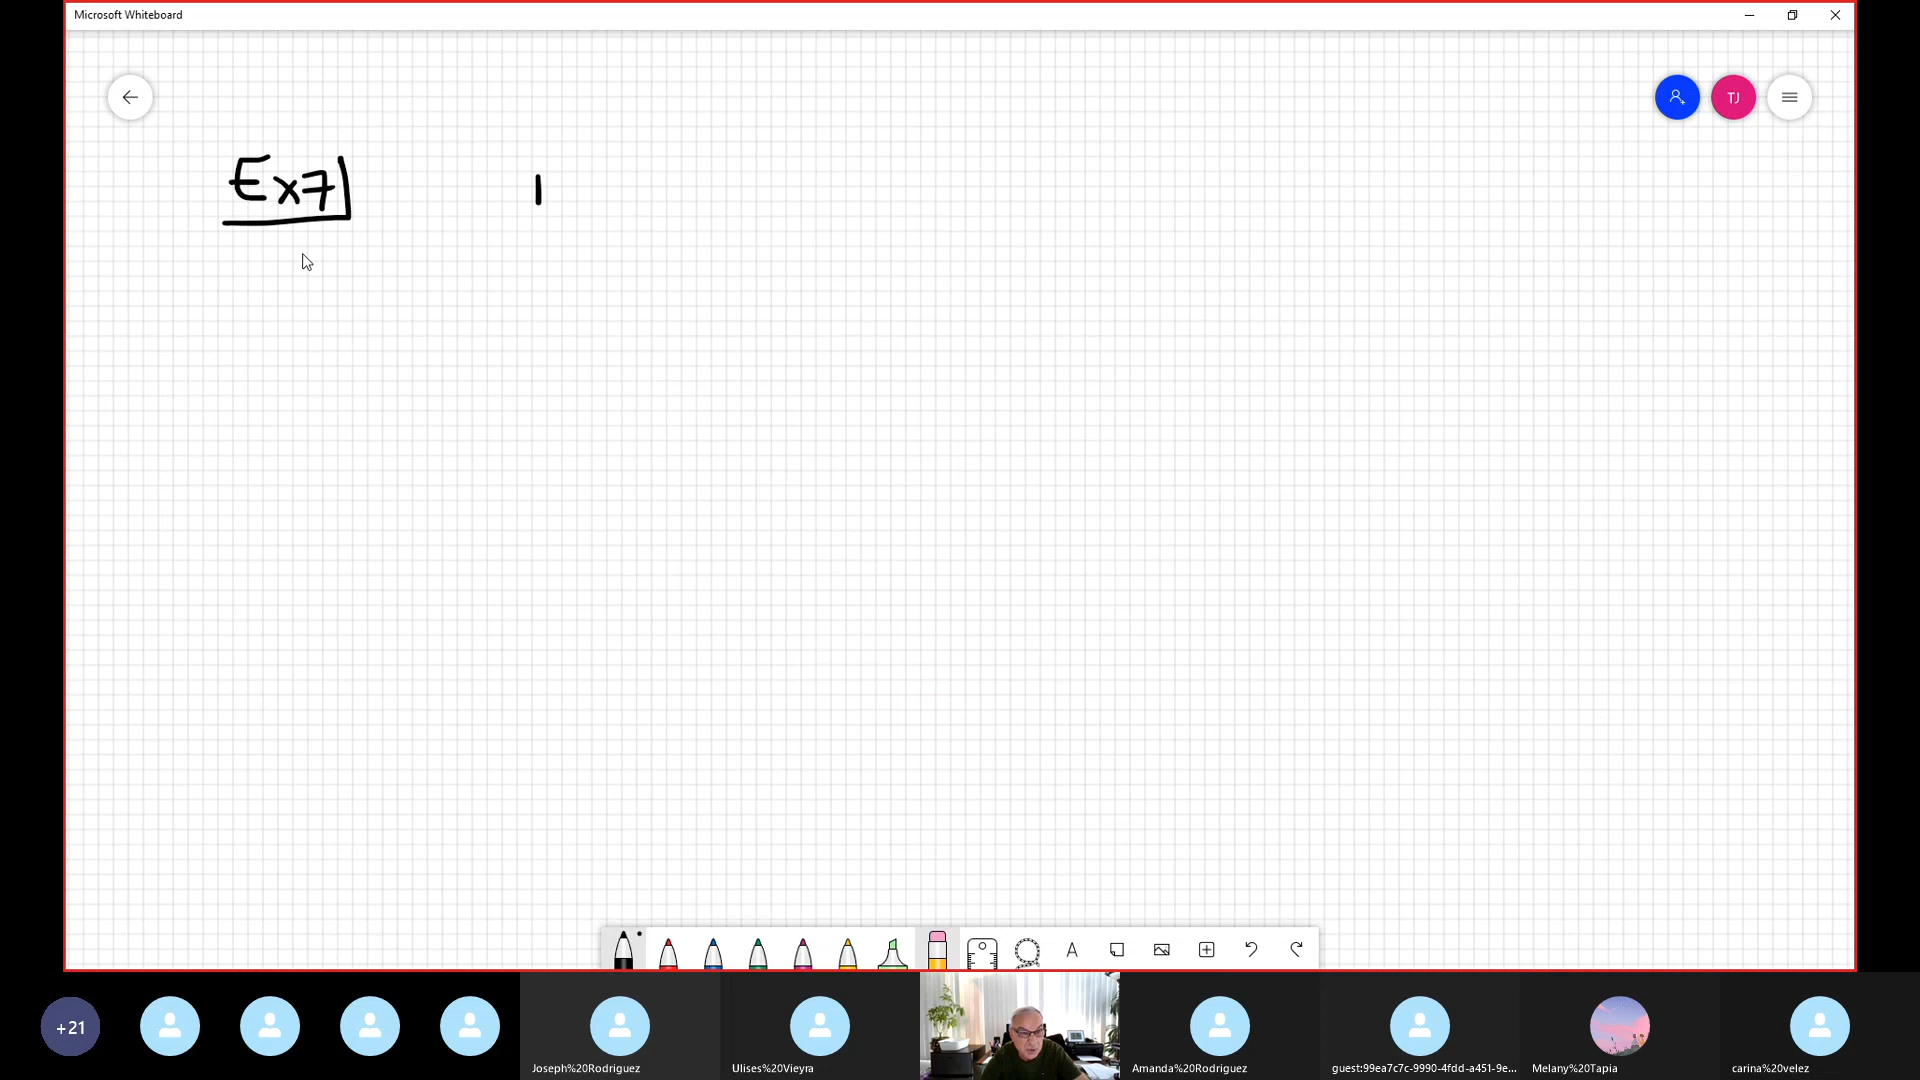 Microsoft Whiteboard
TJ
Ex7 1
A
+21
Joseph%20Rodriguez
Ulises%20Vieyra
Amanda%20Rodriguez
guest:99ea7c7c-9990-4fdd-a451-9e...
Melany%20Tapia
carina%20velez